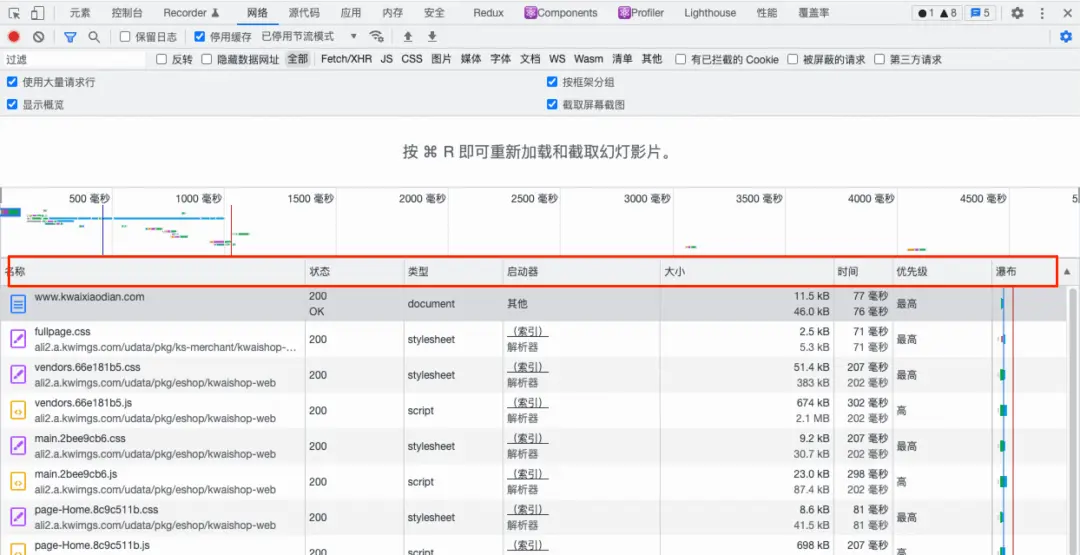 元素 控制台 Recorder 网络 源代码 应用 内存 安全 Redux Components Profiler Lighthouse 性能 覆盖率 1 8 5
保留日志 停用缓存 已停用节流模式
过滤 反转 隐藏数据网址 全部 Fetch/XHR JS CSS 图片 媒体 字体 文档 WS Wasm 清单 其他 有已拦截的 Cookie 被屏蔽的请求 第三方请求
使用大量请求行 按框架分组
显示概览 截取屏幕截图
按 ⌘ R 即可重新加载和截取幻灯影片。
500 毫秒 1000 毫秒 1500 毫秒 2000 毫秒 2500 毫秒 3000 毫秒 3500 毫秒 4000 毫秒 4500 毫秒 5
名称 状态 类型 启动器 大小 时间 优先级 瀑布
www.kwaixiaodian.com 200 document 其他 11.5 kB 77 毫秒 最高
OK 46.0 kB 76 毫秒
fullpage.css 200 stylesheet （索引） 2.5 kB 71 毫秒 最高
ali2.a.kwimgs.com/udata/pkg/ks-merchant/kwaishop-... 解析器 5.3 kB 71 毫秒
vendors.66e181b5.css 200 stylesheet （索引） 51.4 kB 207 毫秒 最高
ali2.a.kwimgs.com/udata/pkg/eshop/kwaishop-web 解析器 383 kB 202 毫秒
vendors.66e181b5.js 200 script （索引） 674 kB 302 毫秒 高
ali2.a.kwimgs.com/udata/pkg/eshop/kwaishop-web 解析器 2.1 MB 202 毫秒
main.2bee9cb6.css 200 stylesheet （索引） 9.2 kB 207 毫秒 最高
ali2.a.kwimgs.com/udata/pkg/eshop/kwaishop-web 解析器 30.7 kB 202 毫秒
main.2bee9cb6.js 200 script （索引） 23.0 kB 298 毫秒 高
ali2.a.kwimgs.com/udata/pkg/eshop/kwaishop-web 解析器 87.4 kB 202 毫秒
page-Home.8c9c511b.css 200 stylesheet （索引） 8.6 kB 81 毫秒 最高
ali2.a.kwimgs.com/udata/pkg/eshop/kwaishop-web 解析器 41.5 kB 81 毫秒
page-Home.8c9c511b.js 200 script （索引） 698 kB 207 毫秒 高